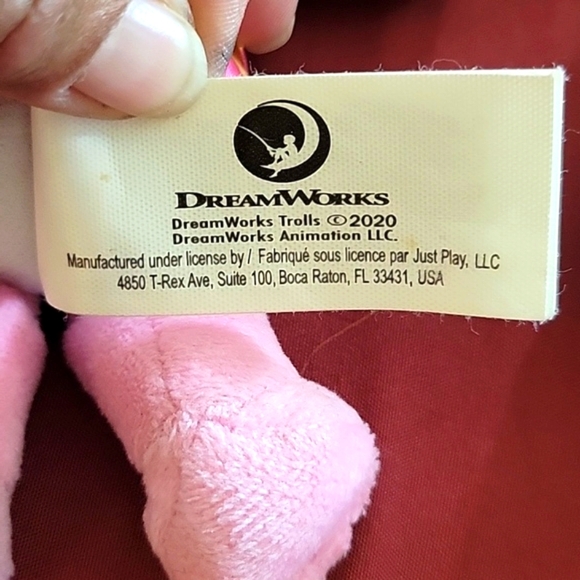 DREAMWORKS
DreamWorks Trolls ©2020
DreamWorks Animation LLC.
Manufactured under license by / Fabriqué sous licence par Just Play, LLC
4850 T-Rex Ave, Suite 100, Boca Raton, FL 33431, USA